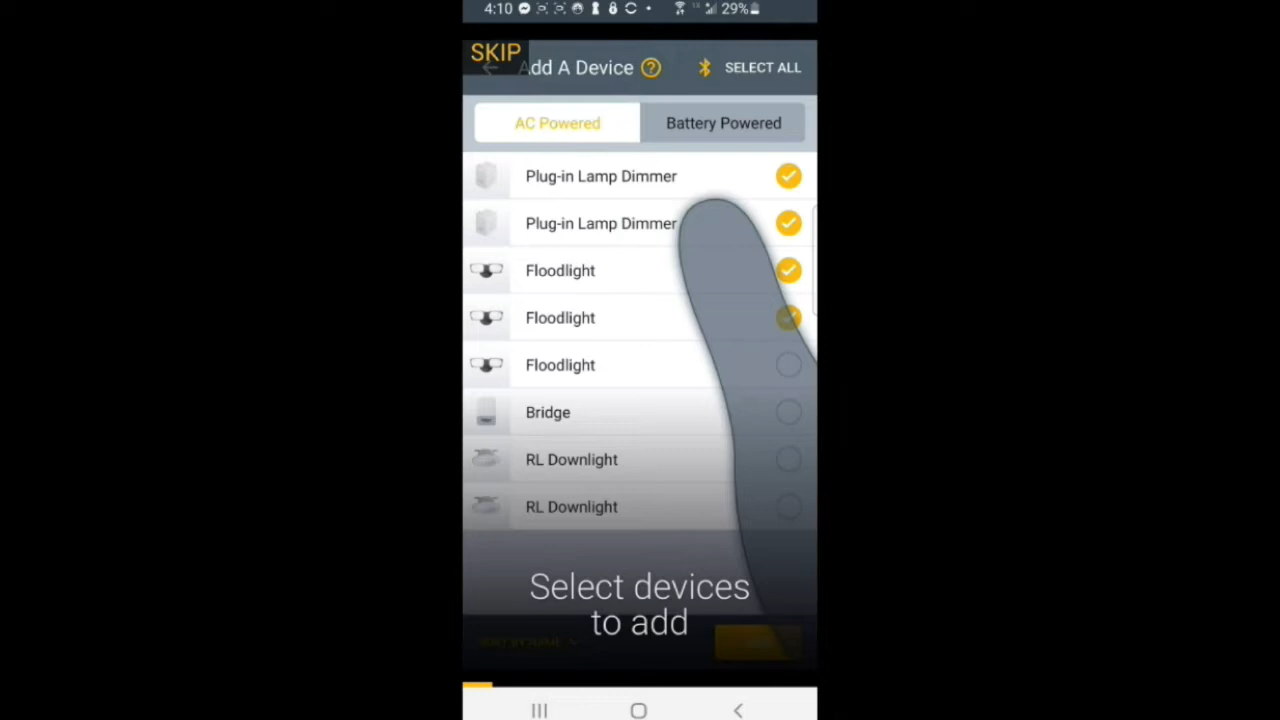 4:10 1X 29%
SKIP
Add A Device ? SELECT ALL
AC Powered Battery Powered
Plug-in Lamp Dimmer
Plug-in Lamp Dimmer
Floodlight
Floodlight
Floodlight
Bridge
RL Downlight
RL Downlight
Select devices
to add